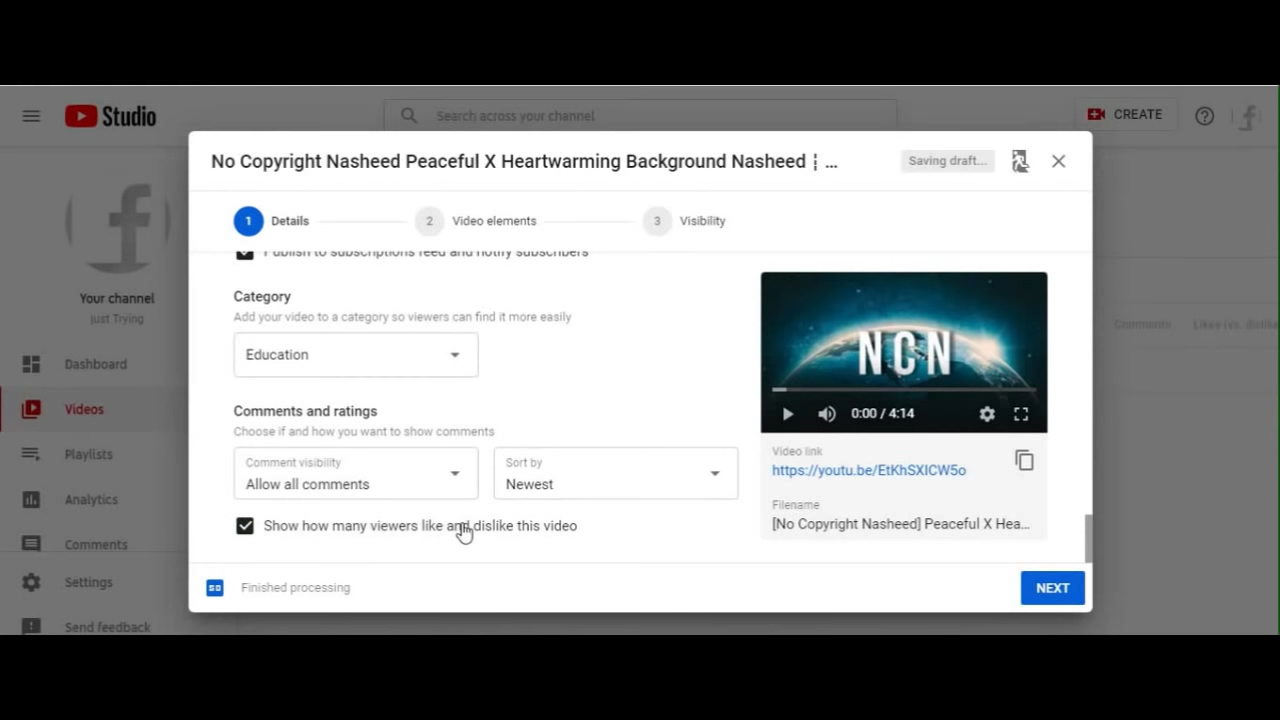 Studio
Search across your channel
CREATE
No Copyright Nasheed Peaceful X Heartwarming Background Nasheed ¦ ...
Saving draft...
1 Details
2 Video elements
3 Visibility
Publish to subscriptions feed and notify subscribers
Your channel
Just Trying
Dashboard
Videos
Playlists
Analytics
Comments
Settings
Send feedback
Category
Add your video to a category so viewers can find it more easily
Education
Comments and ratings
Choose if and how you want to show comments
Comment visibility
Allow all comments
Sort by
Newest
Show how many viewers like and dislike this video
NCN
0:00 / 4:14
Video link
https://youtu.be/EtKhSXICW5o
Filename
[No Copyright Nasheed] Peaceful X Hea...
Comments
Likes (vs. dislike
SD
Finished processing
NEXT